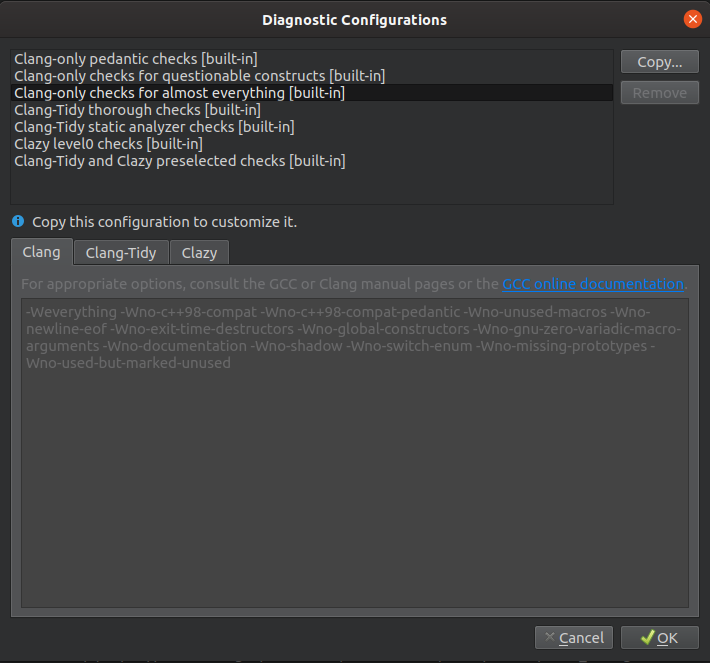 Diagnostic Configurations
Clang-only pedantic checks [built-in]
Clang-only checks for questionable constructs [built-in]
Clang-only checks for almost everything [built-in]
Clang-Tidy thorough checks [built-in]
Clang-Tidy static analyzer checks [built-in]
Clazy level0 checks [built-in]
Clang-Tidy and Clazy preselected checks [built-in]
Copy...
Remove
Copy this configuration to customize it.
Clang Clang-Tidy Clazy
For appropriate options, consult the GCC or Clang manual pages or the GCC online documentation.
-Weverything -Wno-c++98-compat -Wno-c++98-compat-pedantic -Wno-unused-macros -Wno-
newline-eof -Wno-exit-time-destructors -Wno-global-constructors -Wno-gnu-zero-variadic-macro-
arguments -Wno-documentation -Wno-shadow -Wno-switch-enum -Wno-missing-prototypes -
Wno-used-but-marked-unused
Cancel OK